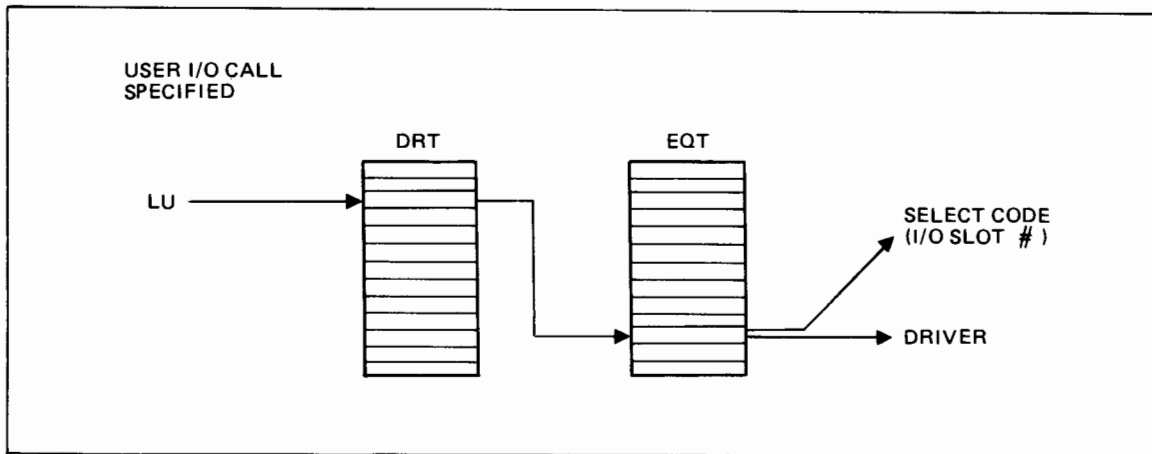 USER I/O CALL
SPECIFIED
DRT
EQT
LU
SELECT CODE
(I/O SLOT # )
DRIVER